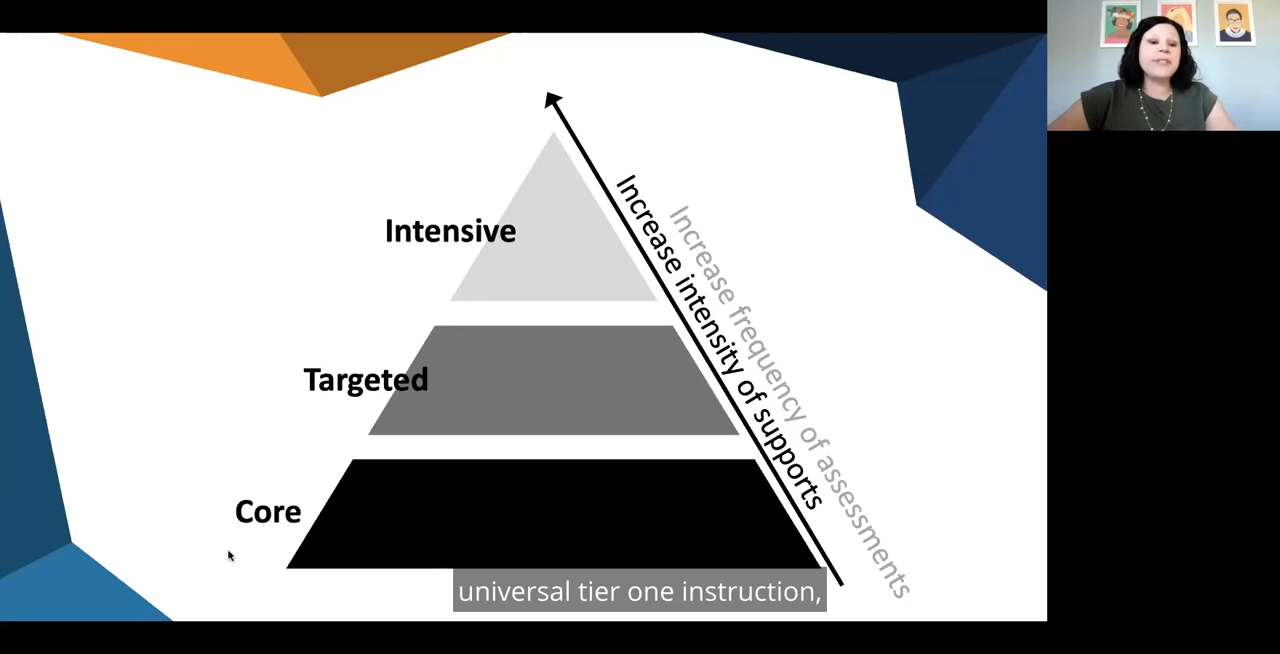 Intensive
Targeted
Core
Increase intensity of supports
Increase frequency of assessments
universal tier one instruction,